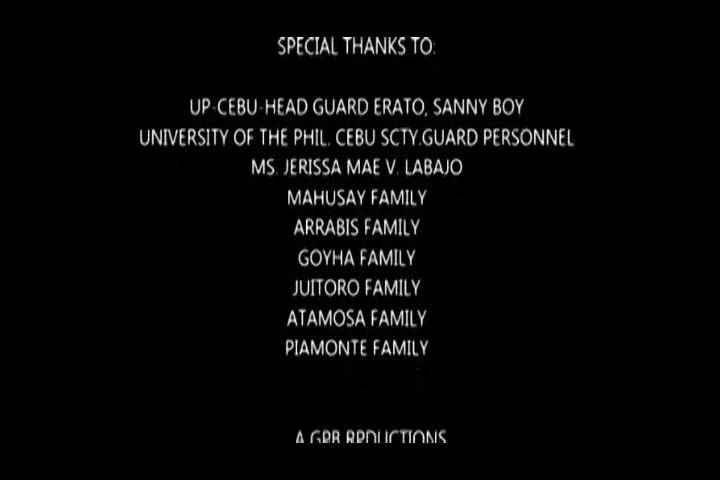 SPECIAL THANKS TO:
UP-CEBU-HEAD GUARD ERATO, SANNY BOY
UNIVERSITY OF THE PHIL. CEBU SCTY.GUARD PERSONNEL
MS. JERISSA MAE V. LABAJO
MAHUSAY FAMILY
ARRABIS FAMILY
GOYHA FAMILY
JUITORO FAMILY
ATAMOSA FAMILY
PIAMONTE FAMILY
A